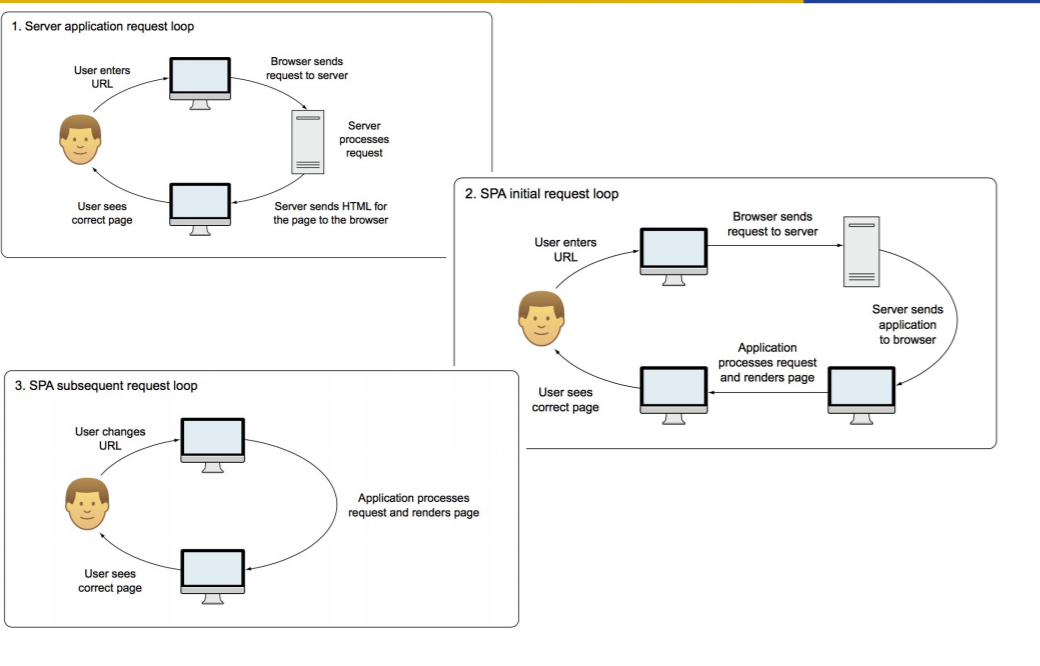 1. Server application request loop
User enters
URL
Browser sends
request to server
Server
processes
request
User sees
correct page
Server sends HTML for
the page to the browser
2. SPA initial request loop
User enters
URL
Browser sends
request to server
Server sends
application
to browser
Application
processes request
and renders page
User sees
correct page
3. SPA subsequent request loop
User changes
URL
Application processes
request and renders page
User sees
correct page